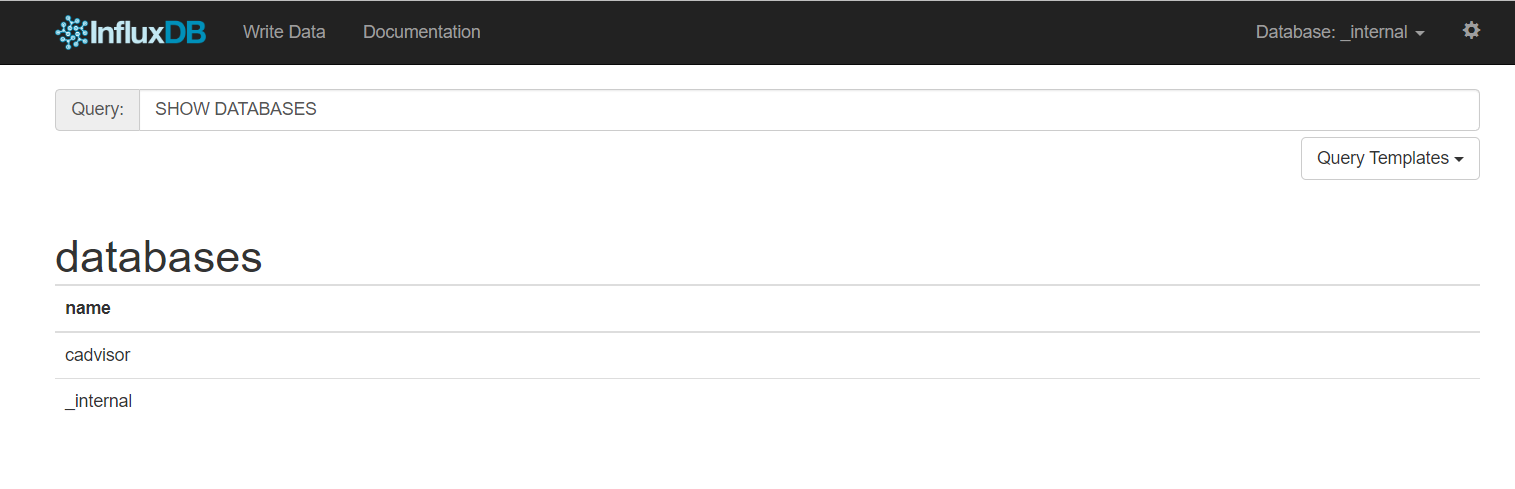 InfluxDB Write Data Documentation Database: _internal
Query: SHOW DATABASES
Query Templates
databases
name
cadvisor
_internal